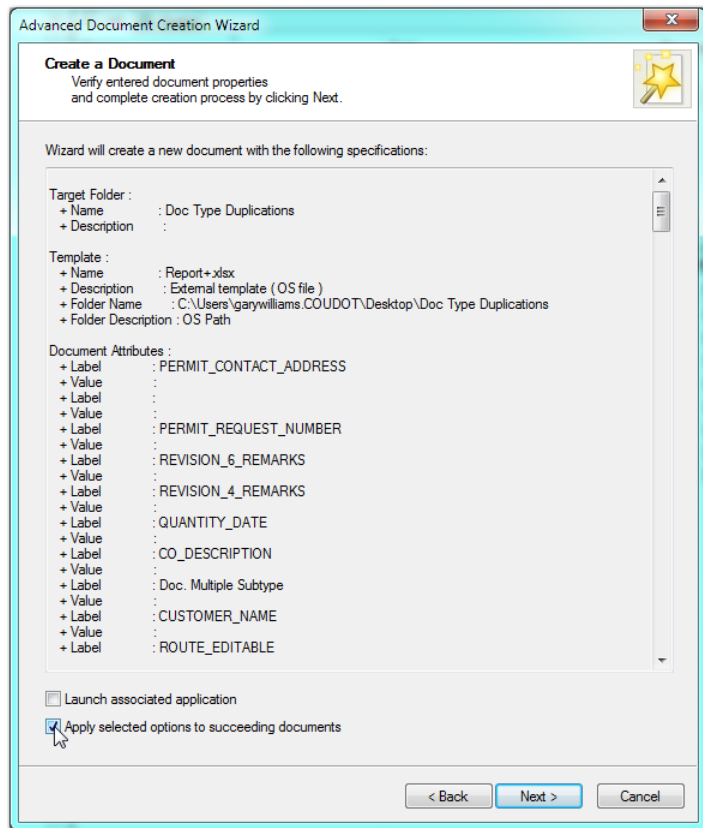 Advanced Document Creation Wizard
Create a Document
Verify entered document properties
and complete creation process by clicking Next.
Wizard will create a new document with the following specifications:
Target Folder :
+ Name : Doc Type Duplications
+ Description :
Template :
+ Name : Report+.xlsx
+ Description : External template ( OS file )
+ Folder Name : C:\Users\garywilliams.COUDOT\Desktop\Doc Type Duplications
+ Folder Description : OS Path
Document Attributes :
+ Label : PERMIT_CONTACT_ADDRESS
+ Value :
+ Label :
+ Value :
+ Label : PERMIT_REQUEST_NUMBER
+ Value :
+ Label : REVISION_6_REMARKS
+ Value :
+ Label : REVISION_4_REMARKS
+ Value :
+ Label : QUANTITY_DATE
+ Value :
+ Label : CO_DESCRIPTION
+ Value :
+ Label : Doc. Multiple Subtype
+ Value :
+ Label : CUSTOMER_NAME
+ Value :
+ Label : ROUTE_EDITABLE
Launch associated application
Apply selected options to succeeding documents
< Back Next > Cancel